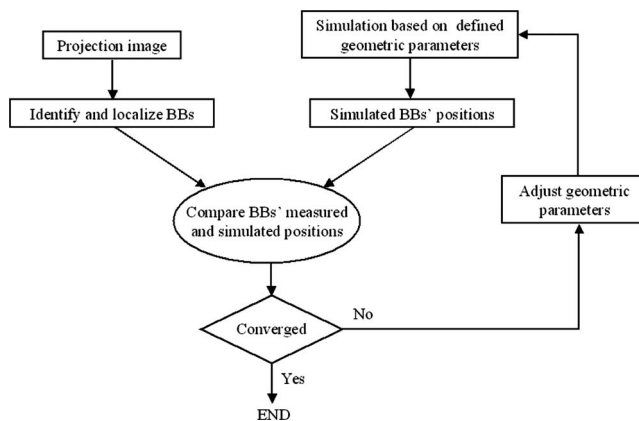 Projection image
Simulation based on defined
geometric parameters
Identify and localize BBs
Simulated BBs' positions
Compare BBs' measured
and simulated positions
Adjust geometric
parameters
Converged
No
Yes
END